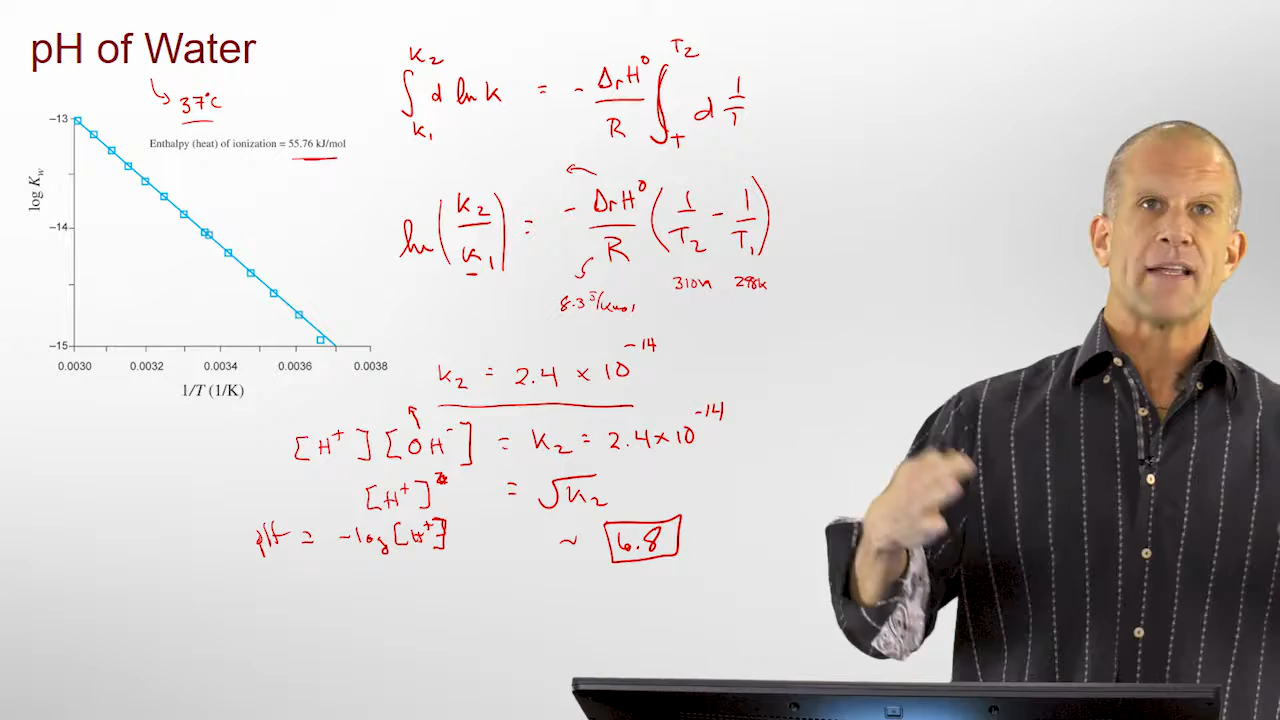 pH of Water
37°C
Enthalpy (heat) of ionization = 55.76 kJ/mol
log Kw
−13
−14
−15
0.0030 0.0032 0.0034 0.0036 0.0038
1/T (1/K)
∫ K2 K1 d ln K = - ΔrH° / R ∫ T2 T d 1/T
ln (K2/K1) = - ΔrH° / R (1/T2 - 1/T1)
8.3 J/Kmol 310K 298K
K2 = 2.4 × 10^-14
[H+][OH-] = K2 = 2.4×10^-14
[H+] = √K2
pH = -log[H+] ~ 6.8